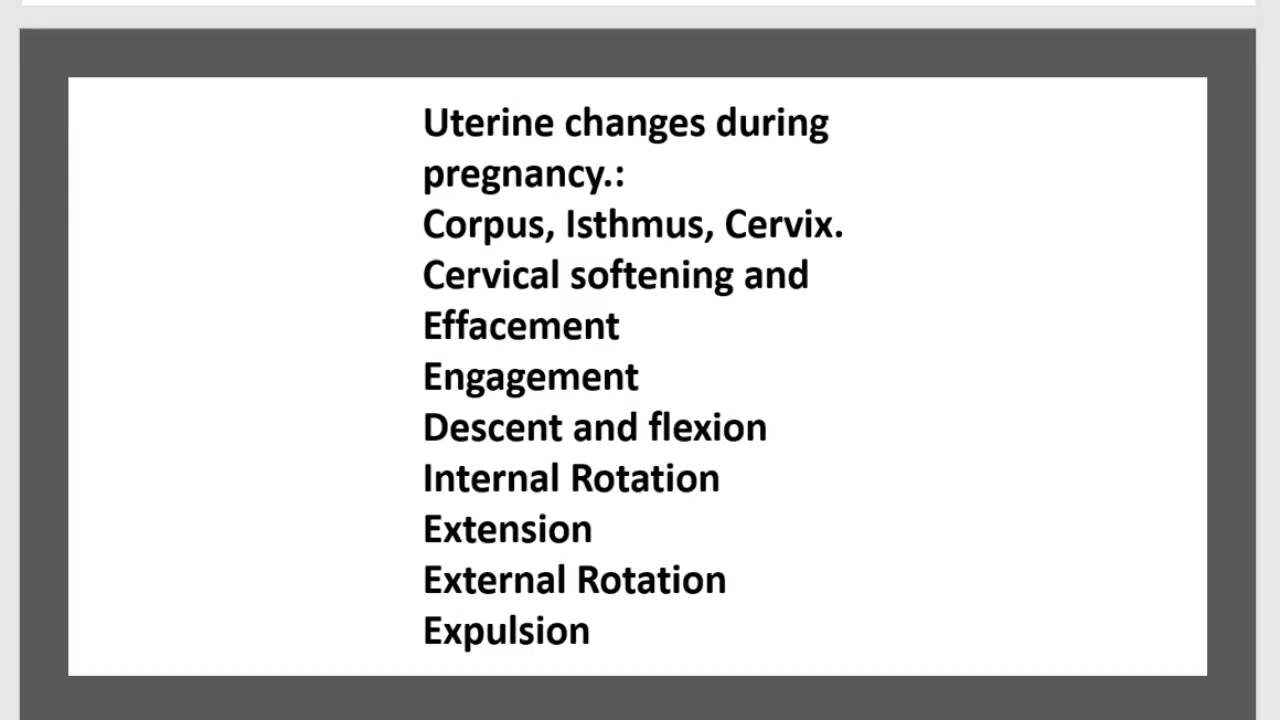 Uterine changes during
pregnancy.:
Corpus, Isthmus, Cervix.
Cervical softening and
Effacement
Engagement
Descent and flexion
Internal Rotation
Extension
External Rotation
Expulsion